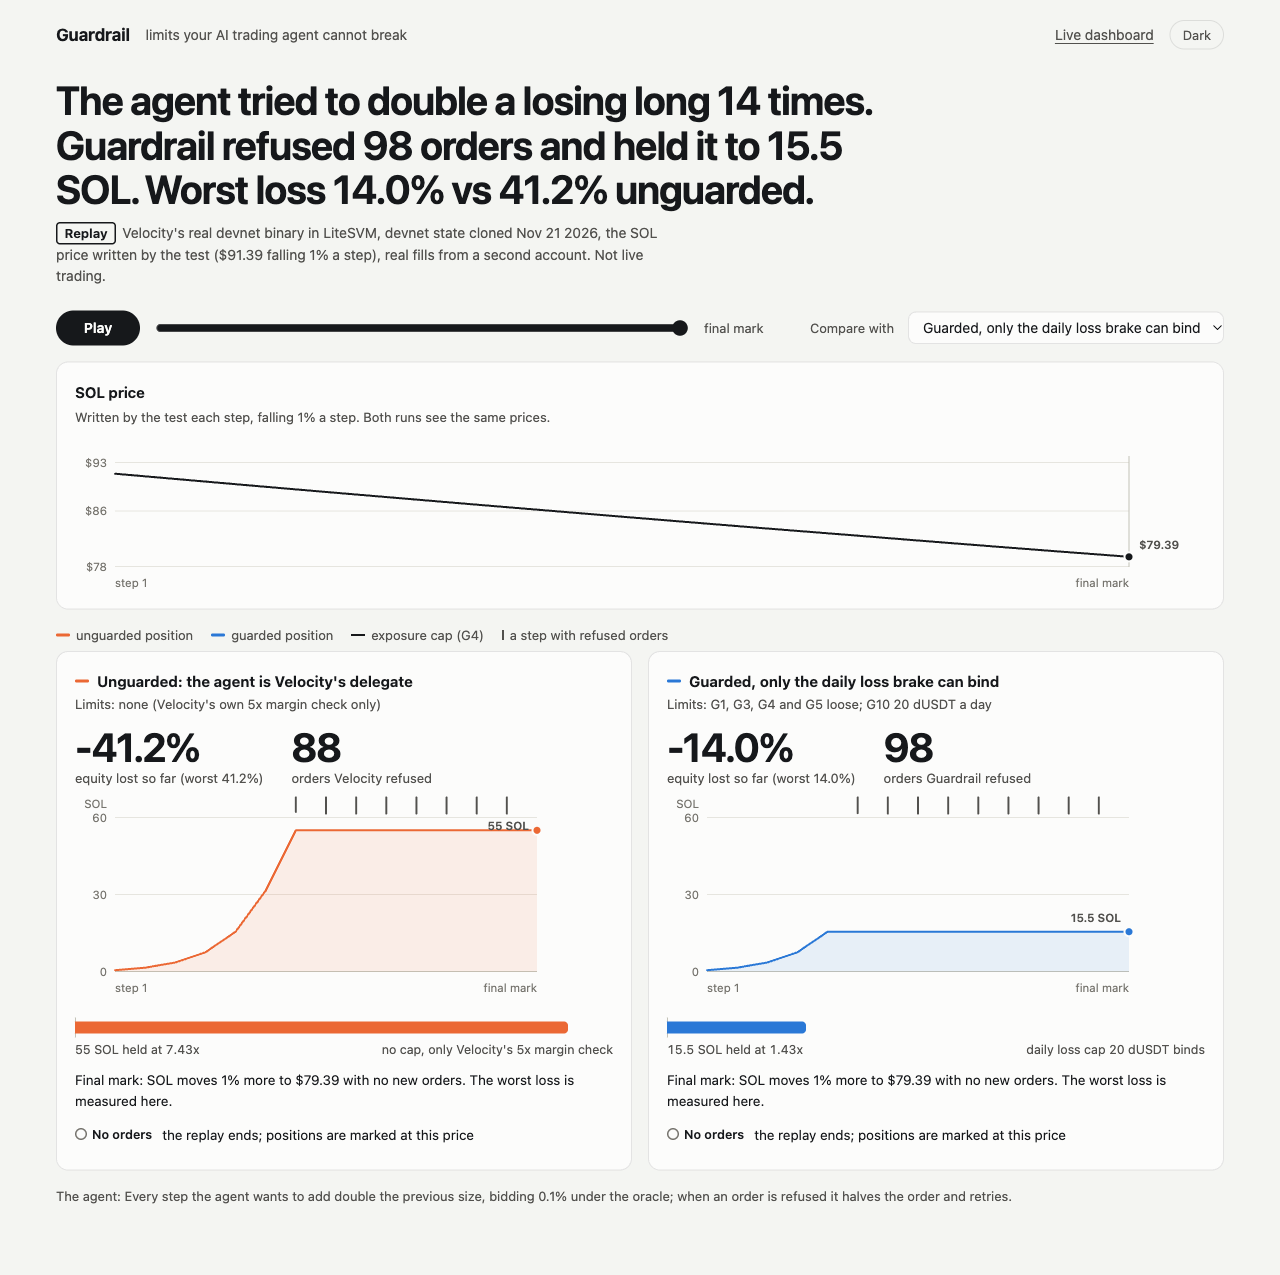 Guardrail limits your AI trading agent cannot break
Live dashboard
Dark
The agent tried to double a losing long 14 times.
Guardrail refused 98 orders and held it to 15.5
SOL. Worst loss 14.0% vs 41.2% unguarded.
Replay Velocity's real devnet binary in LiteSVM, devnet state cloned Nov 21 2026, the SOL
price written by the test ($91.39 falling 1% a step), real fills from a second account. Not live
trading.
Play
final mark
Compare with
Guarded, only the daily loss brake can bind
SOL price
Written by the test each step, falling 1% a step. Both runs see the same prices.
$93
$86
$78
$79.39
step 1
final mark
unguarded position
guarded position
exposure cap (G4)
a step with refused orders
Unguarded: the agent is Velocity's delegate
Limits: none (Velocity's own 5x margin check only)
-41.2%
88
equity lost so far (worst 41.2%)
orders Velocity refused
SOL
60
55 SOL
30
0
step 1
final mark
55 SOL held at 7.43x
no cap, only Velocity's 5x margin check
Final mark: SOL moves 1% more to $79.39 with no new orders. The worst loss is
measured here.
No orders the replay ends; positions are marked at this price
Guarded, only the daily loss brake can bind
Limits: G1, G3, G4 and G5 loose; G10 20 dUSDT a day
-14.0%
98
equity lost so far (worst 14.0%)
orders Guardrail refused
SOL
60
30
15.5 SOL
0
step 1
final mark
15.5 SOL held at 1.43x
daily loss cap 20 dUSDT binds
Final mark: SOL moves 1% more to $79.39 with no new orders. The worst loss is
measured here.
No orders the replay ends; positions are marked at this price
The agent: Every step the agent wants to add double the previous size, bidding 0.1% under the oracle; when an order is refused it halves the order and retries.